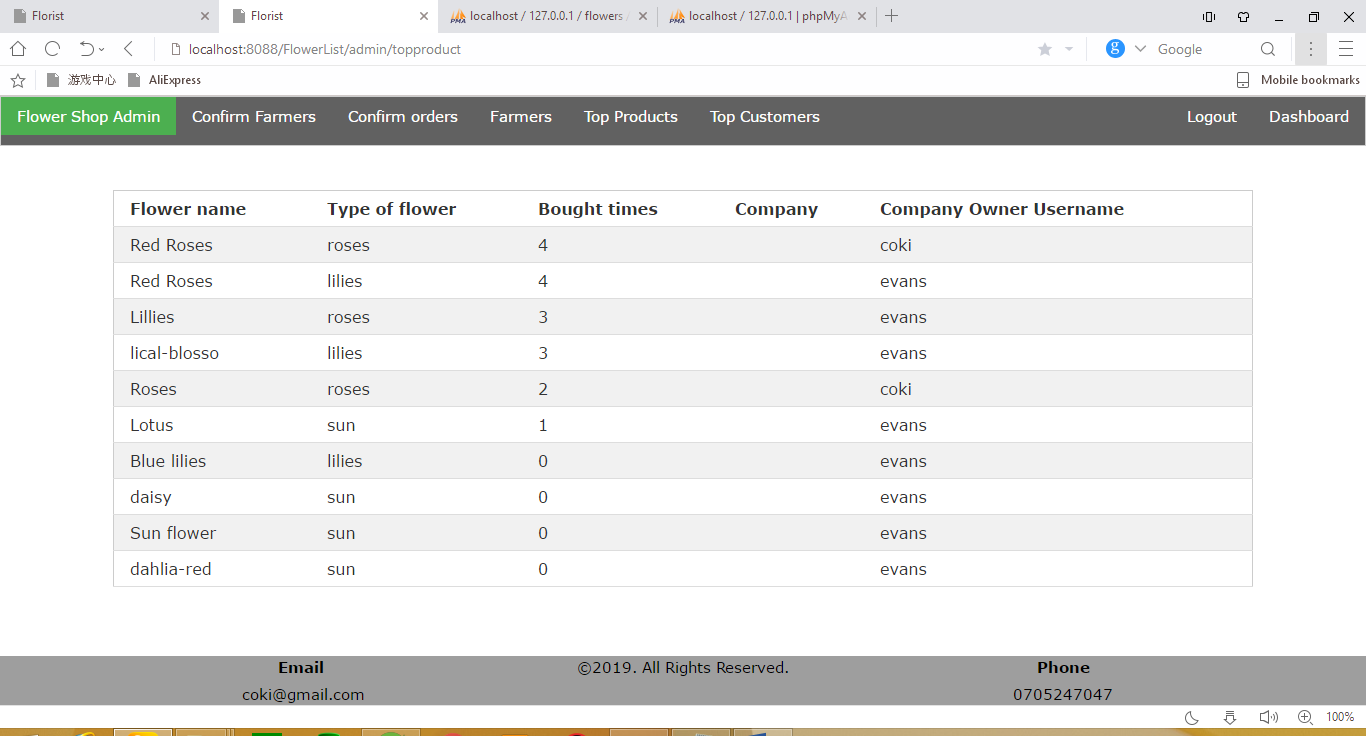 Florist
Florist
localhost / 127.0.0.1 / flowers /
localhost / 127.0.0.1 | phpMyA
localhost:8088/FlowerList/admin/topproduct
Google
游戏中心 AliExpress
Mobile bookmarks
Flower Shop Admin Confirm Farmers Confirm orders Farmers Top Products Top Customers Logout Dashboard
Flower name Type of flower Bought times Company Company Owner Username
Red Roses roses 4 coki
Red Roses lilies 4 evans
Lillies roses 3 evans
lical-blosso lilies 3 evans
Roses roses 2 coki
Lotus sun 1 evans
Blue lilies lilies 0 evans
daisy sun 0 evans
Sun flower sun 0 evans
dahlia-red sun 0 evans
Email ©2019. All Rights Reserved. Phone
coki@gmail.com 0705247047
100%